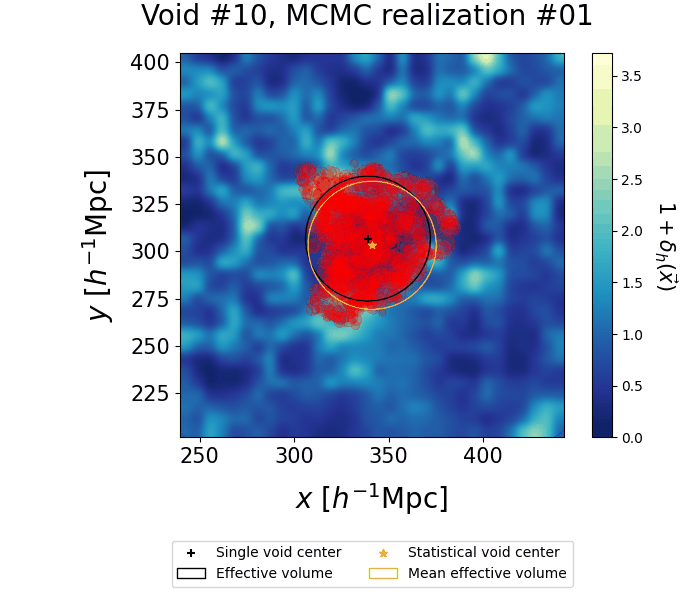 Void #10, MCMC realization #01
400
375
350
325
300
275
250
225
y [h⁻¹Mpc]
250 300 350 400
x [h⁻¹Mpc]
3.5
3.0
2.5
2.0
1.5
1.0
0.5
0.0
1 + δₕ(x⃗)
Single void center Statistical void center
Effective volume Mean effective volume